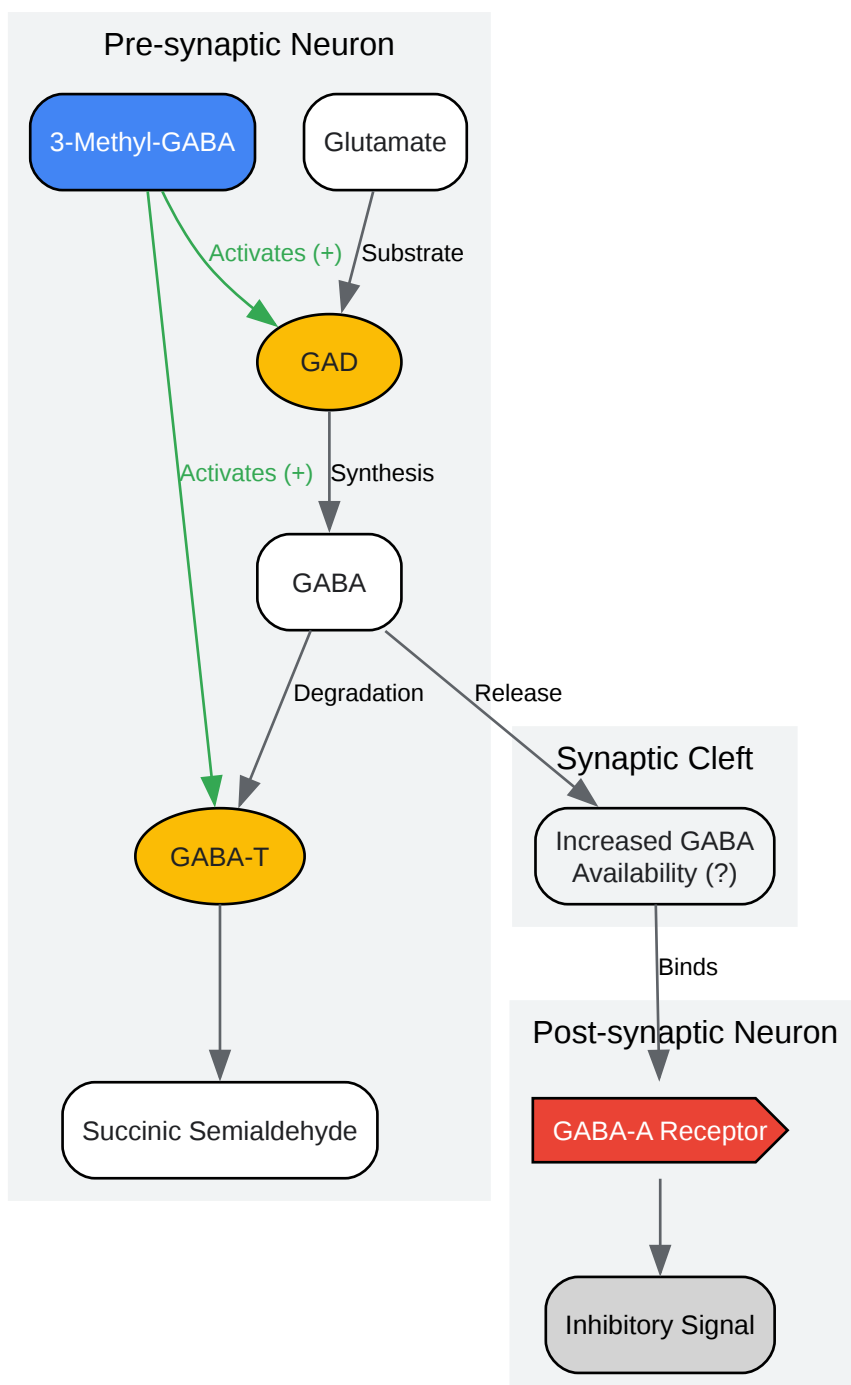 Pre-synaptic Neuron
3-Methyl-GABA
Glutamate
Activates (+)
Substrate
GAD
Activates (+)
Synthesis
GABA
Degradation
Release
Synaptic Cleft
Increased GABA
Availability (?)
GABA-T
Binds
Post-synaptic Neuron
Succinic Semialdehyde
GABA-A Receptor
Inhibitory Signal